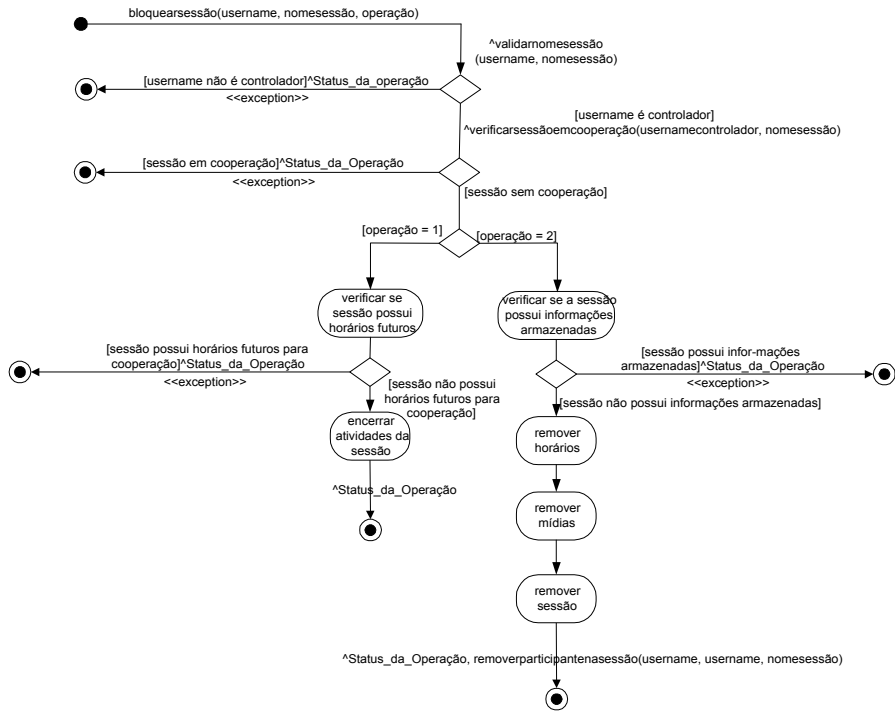 bloquearsessão(username, nomesessão, operação)
^validarnomesessão
(username, nomesessão)
[username não é controlador]^Status_da_operação
<<exception>>
[username é controlador]
^verificarsessãoemcooperação(usernamecontrolador, nomesessão)
[sessão em cooperação]^Status_da_Operação
<<exception>>
[sessão sem cooperação]
[operação = 1]
[operação = 2]
verificar se
sessão possui
horários futuros
verificar se a sessão
possui informações
armazenadas
[sessão possui horários futuros para
cooperação]^Status_da_Operação
<<exception>>
[sessão possui infor-mações
armazenadas]^Status_da_Operação
<<exception>>
[sessão não possui
horários futuros para
cooperação]
[sessão não possui informações armazenadas]
encerrar
atividades da
sessão
remover
horários
^Status_da_Operação
remover
mídias
remover
sessão
^Status_da_Operação, removerparticipantenasessão(username, username, nomesessão)